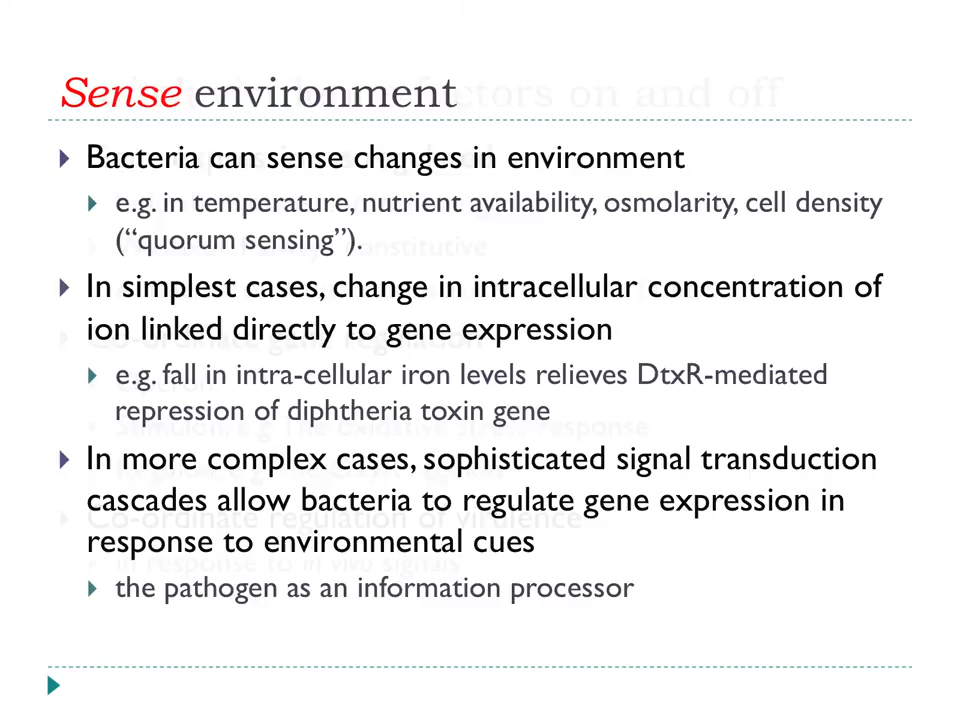 Sense environment
Bacteria can sense changes in environment
e.g. in temperature, nutrient availability, osmolarity, cell density
(“quorum sensing”).
In simplest cases, change in intracellular concentration of
ion linked directly to gene expression
e.g. fall in intra-cellular iron levels relieves DtxR-mediated
repression of diphtheria toxin gene
In more complex cases, sophisticated signal transduction
cascades allow bacteria to regulate gene expression in
response to environmental cues
the pathogen as an information processor